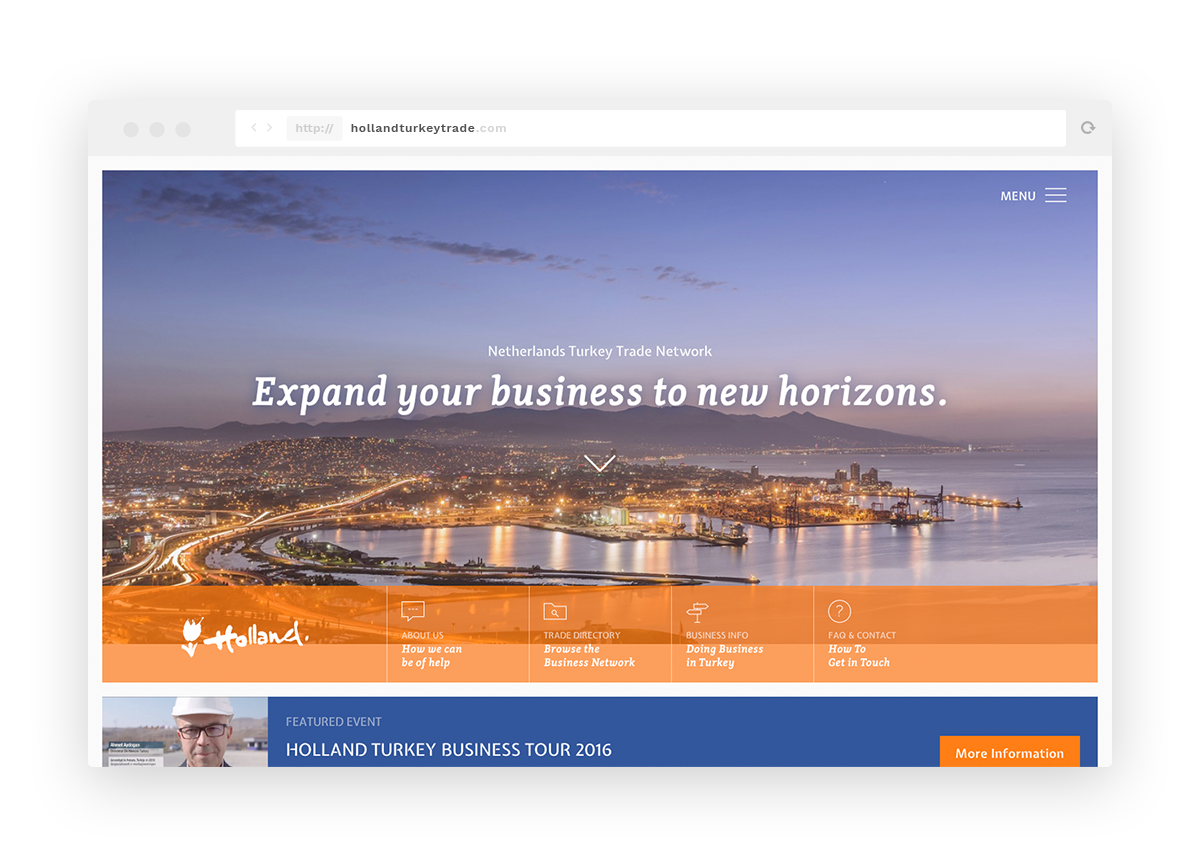 http:// hollandturkeytrade.com
MENU
Netherlands Turkey Trade Network
Expand your business to new horizons.
Holland.
ABOUT US
How we can
be of help
TRADE DIRECTORY
Browse the
Business Network
BUSINESS INFO
Doing Business
in Turkey
FAQ & CONTACT
How To
Get in Touch
FEATURED EVENT
HOLLAND TURKEY BUSINESS TOUR 2016
More Information